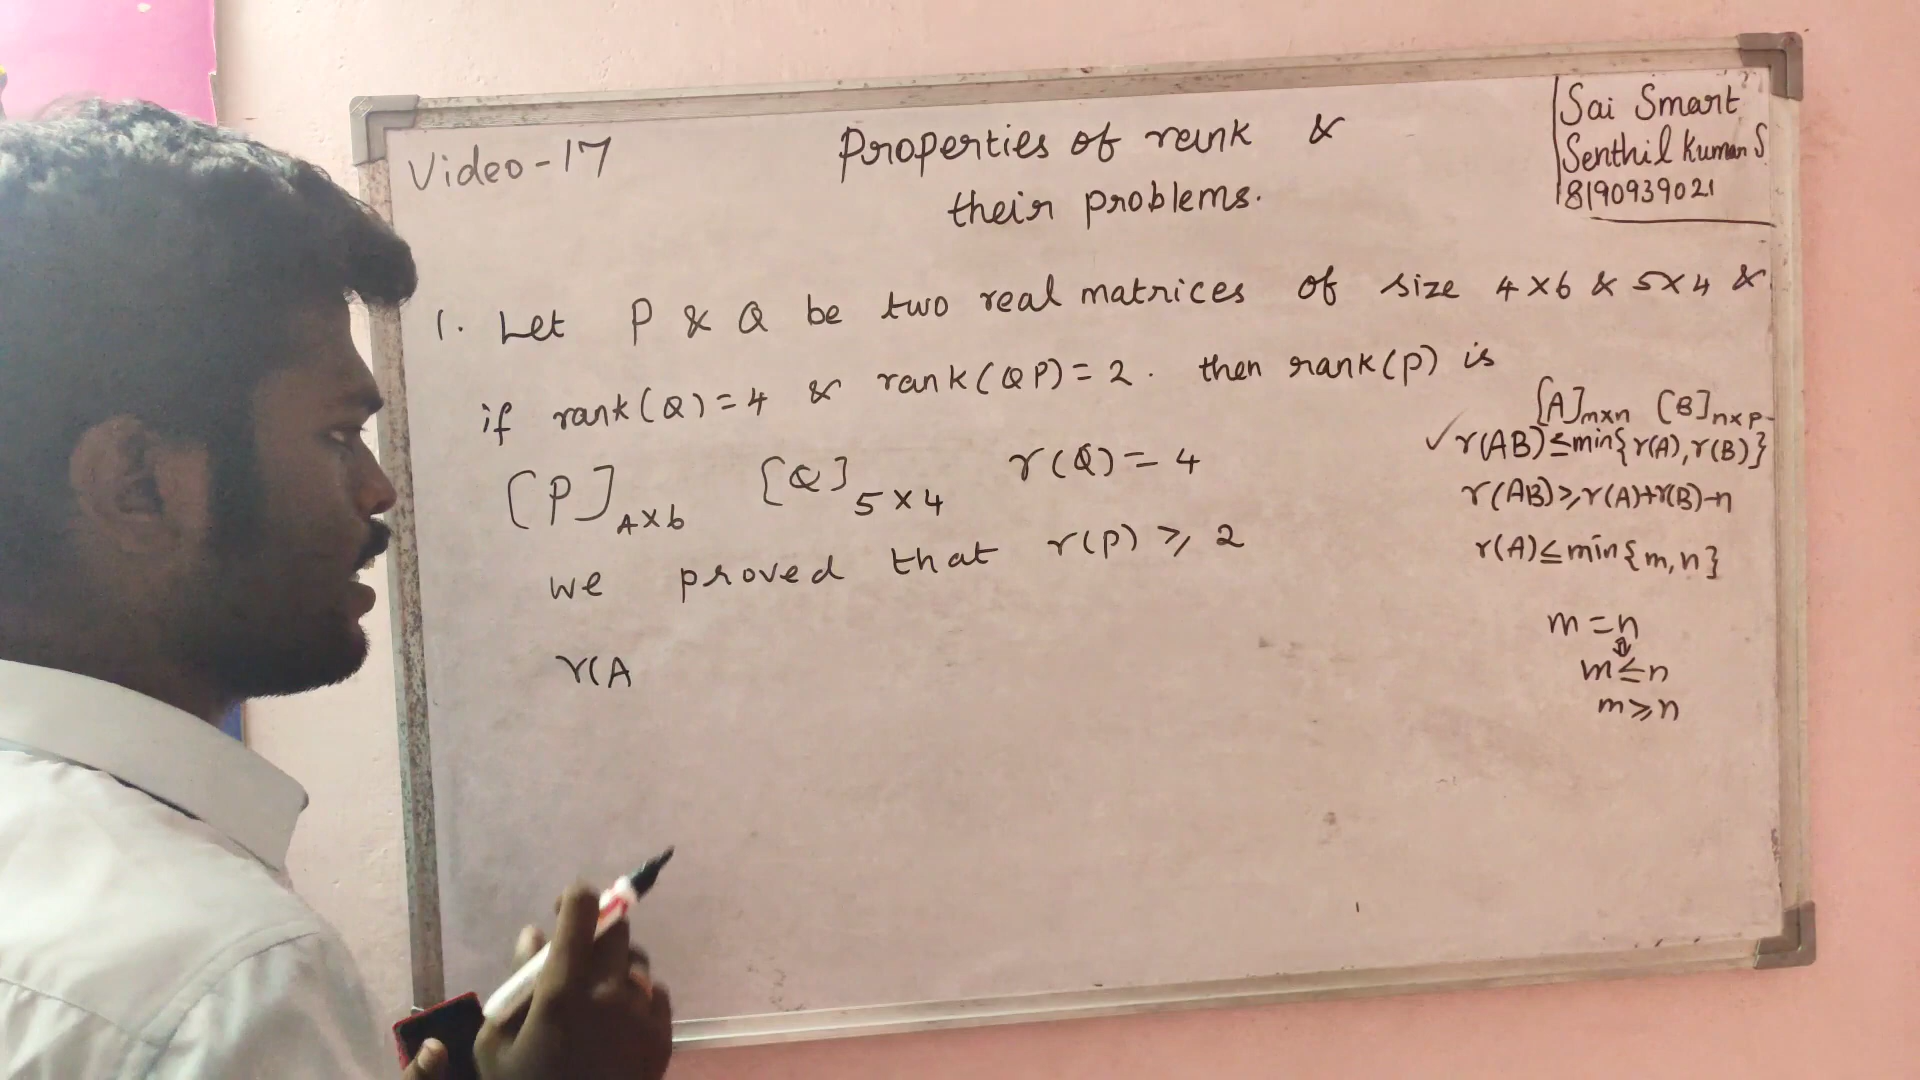 Video-17
Properties of rank &
their problems.
Sai Smart
Senthil Kumar S
8190939021
1. Let P & Q be two real matrices of size 4×6 & 5×4 &
if rank(Q)=4 & rank(QP)=2. then rank(P) is
[P]4×6 [Q]5×4 r(Q)=4
we proved that r(P)⩾2
r(A
[A]m×n [B]n×p
✓r(AB)≤min{r(A),r(B)}
r(AB)⩾r(A)+r(B)-n
r(A)≤min{m,n}
m=n
⇕
m≤n
m⩾n